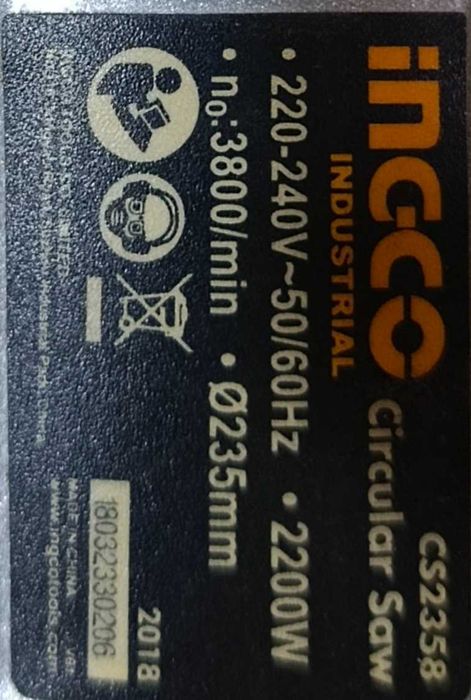 INGCO Circular Saw CS2358
INDUSTRIAL
• 220-240V~50/60Hz • 2200W
• n₀:3800/min • Ø235mm
2018
18032330206
MADE IN CHINA
www.ingcotools.com